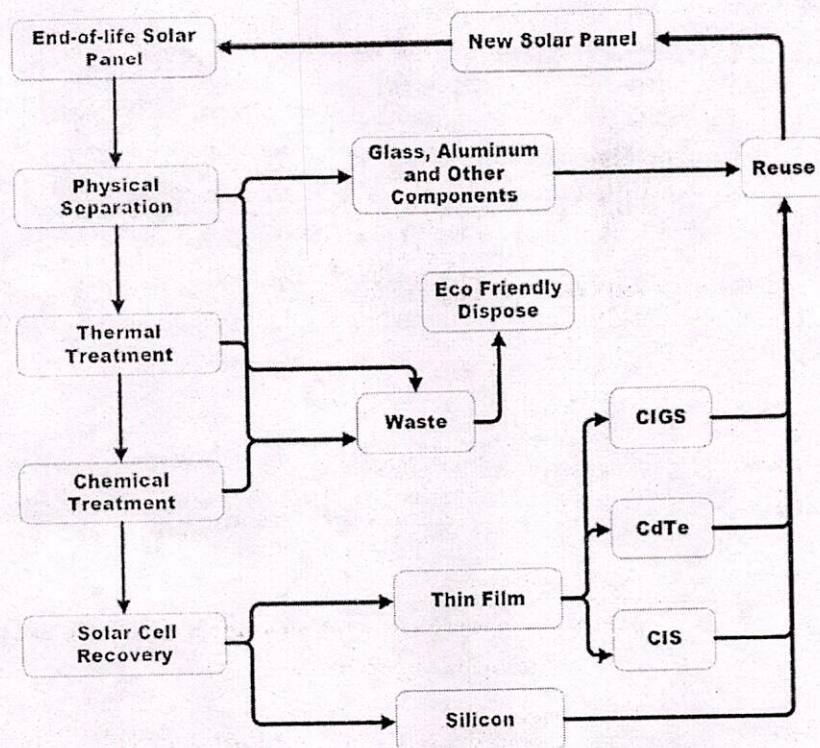 End-of-life Solar
Panel
New Solar Panel
Physical
Separation
Glass, Aluminum
and Other
Components
Reuse
Thermal
Treatment
Eco Friendly
Dispose
Waste
CIGS
Chemical
Treatment
CdTe
Thin Film
Solar Cell
Recovery
CIS
Silicon